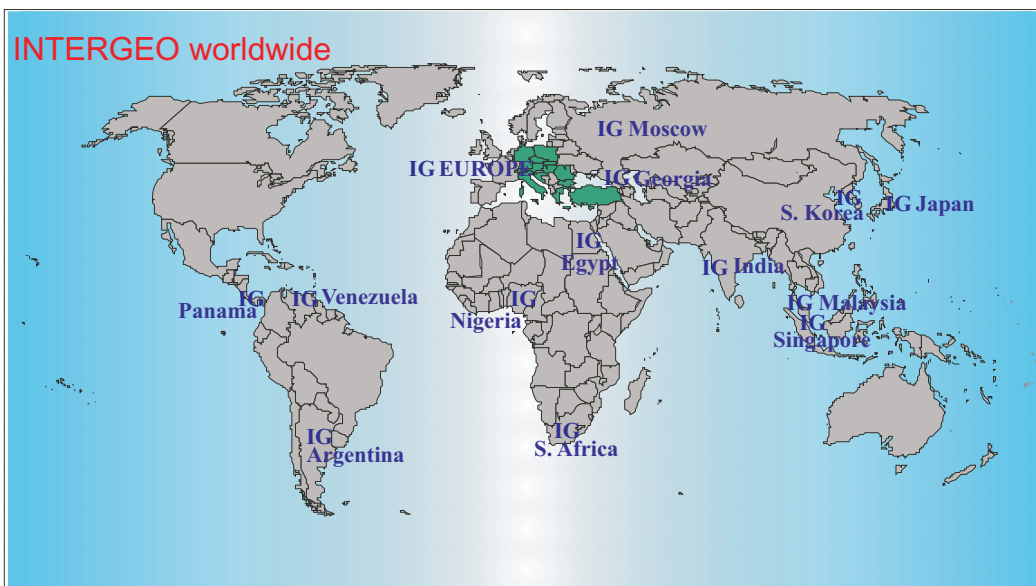 INTERGEO worldwide
IG Moscow
IG EUROPE
IG Georgia
IG
S. Korea
IG Japan
IG
Egypt
IG India
IG
Panama
IG Venezuela
IG
Nigeria
IG Malaysia
IG
Singapore
IG
Argentina
IG
S. Africa